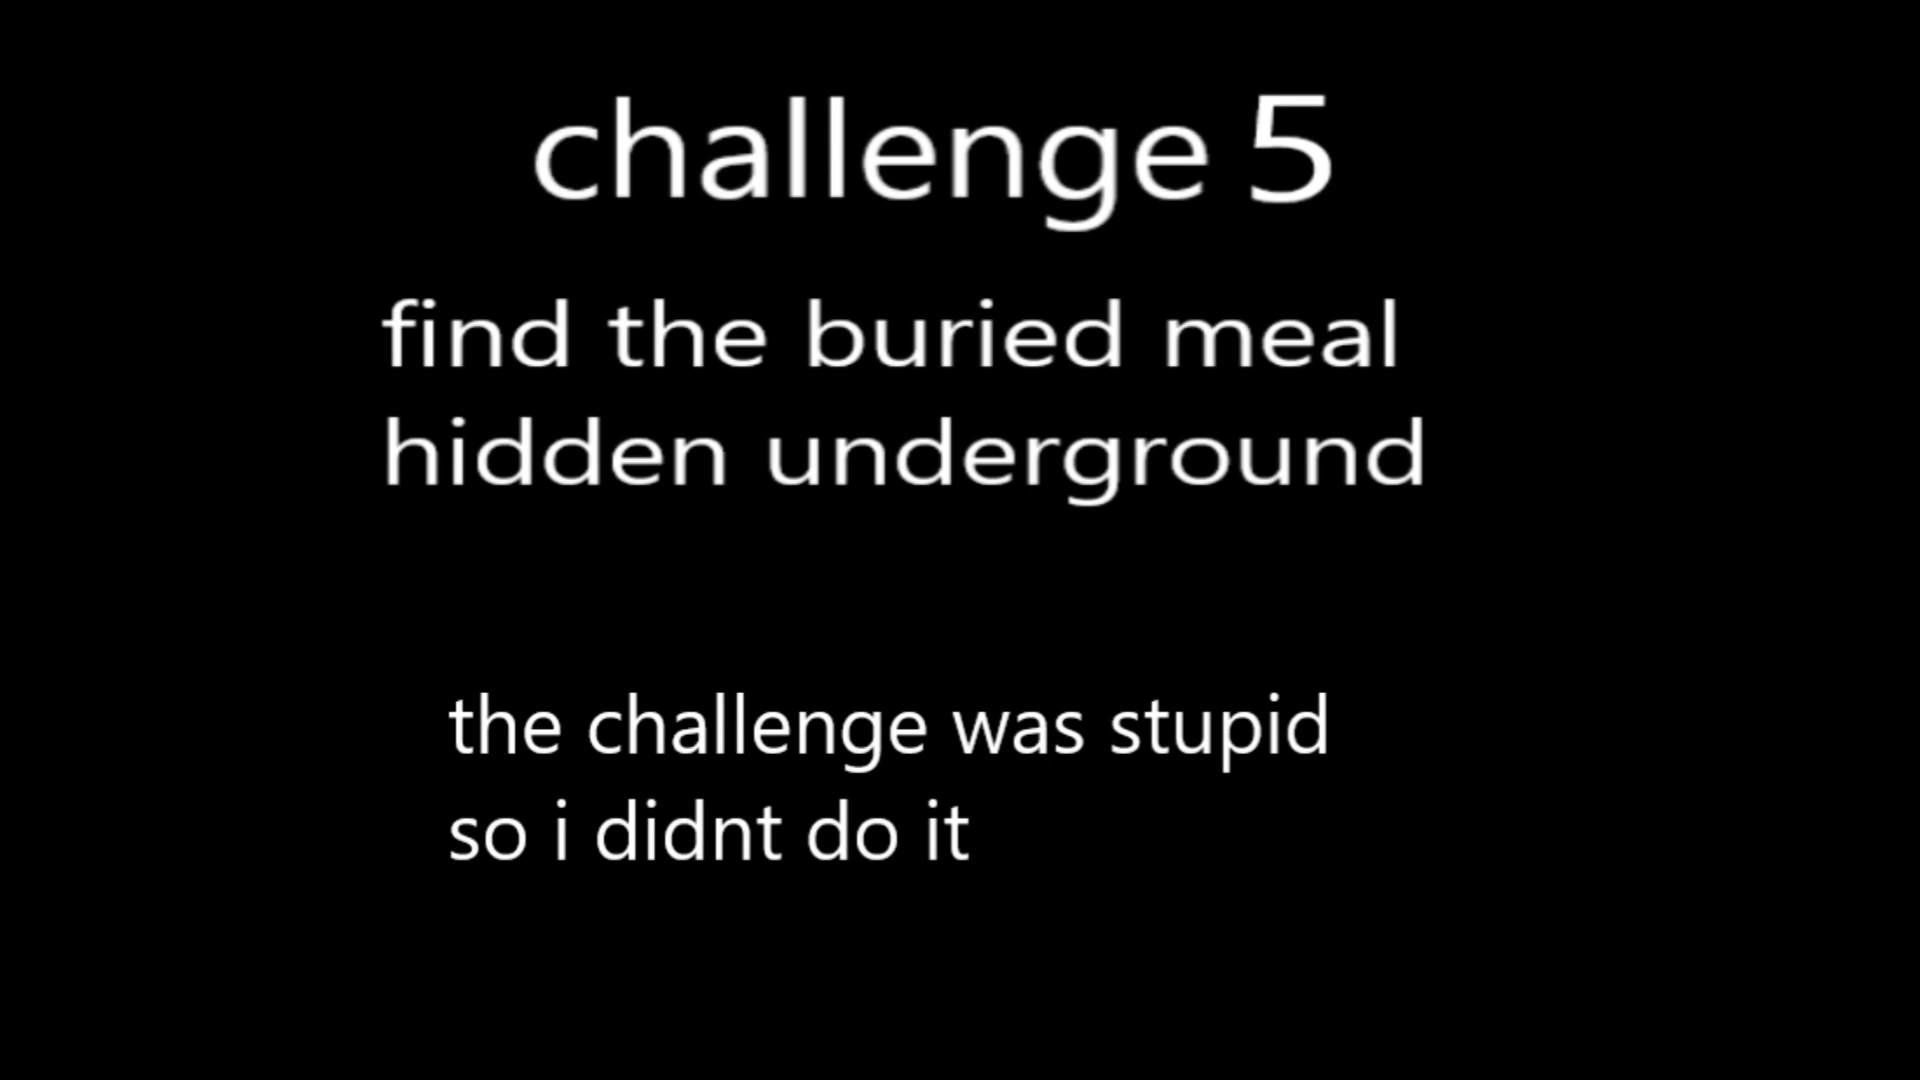 challenge 5
find the buried meal
hidden underground
the challenge was stupid
so i didnt do it